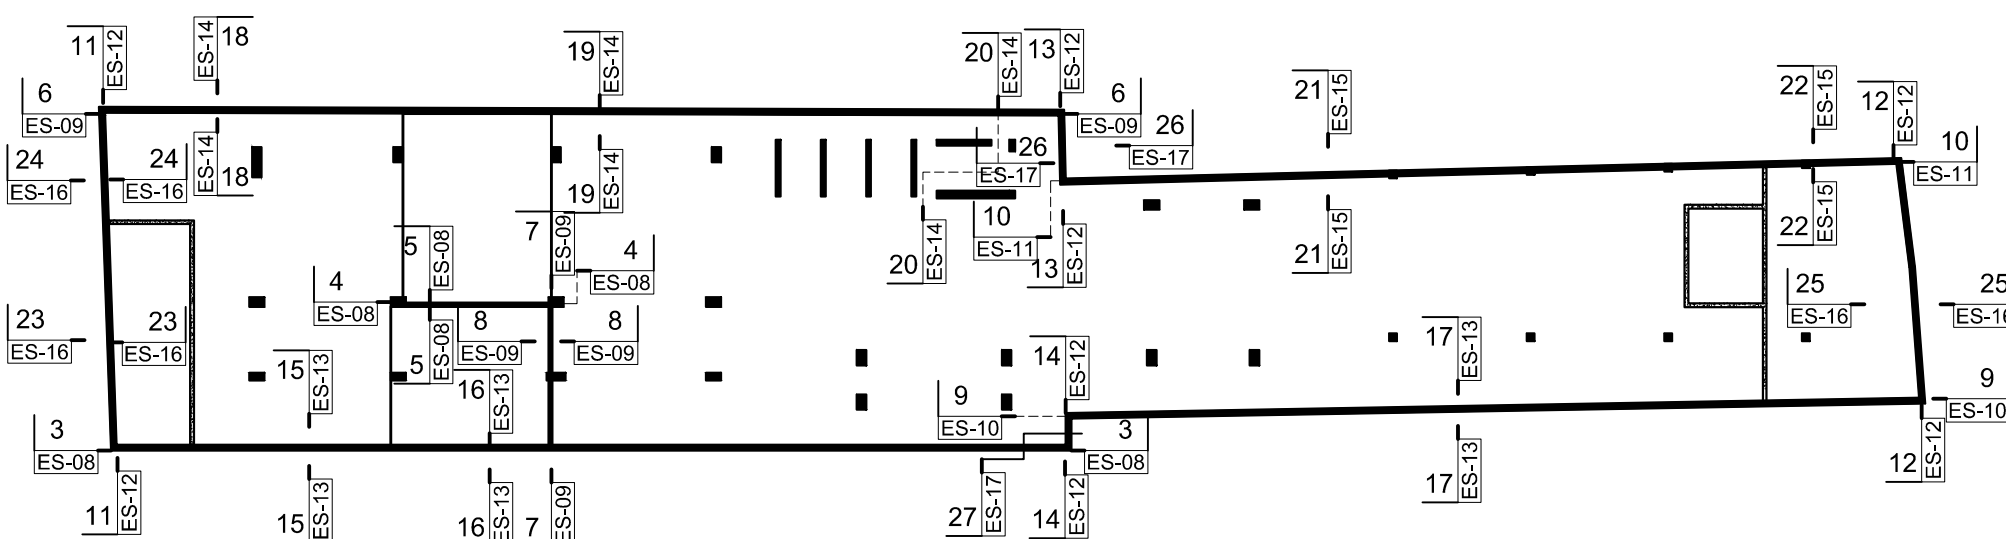 11
ES-12
18
ES-14
19
ES-14
20
ES-14
13
ES-12
21
ES-15
22
ES-15
12
ES-12
6
ES-09
6
ES-09
26
ES-17
10
ES-11
24
ES-16
24
ES-16
18
ES-14
19
ES-14
26
ES-17
5
ES-08
7
ES-09
4
ES-08
10
ES-11
20
ES-14
13
ES-12
21
ES-15
22
ES-15
4
ES-08
25
ES-16
25
ES-16
23
ES-16
23
ES-16
8
ES-09
8
ES-09
15
ES-13
5
ES-08
16
ES-13
14
ES-12
17
ES-13
9
ES-10
9
ES-10
3
ES-08
3
ES-08
11
ES-12
15
ES-13
16
ES-13
7
ES-09
27
ES-17
14
ES-12
17
ES-13
12
ES-12